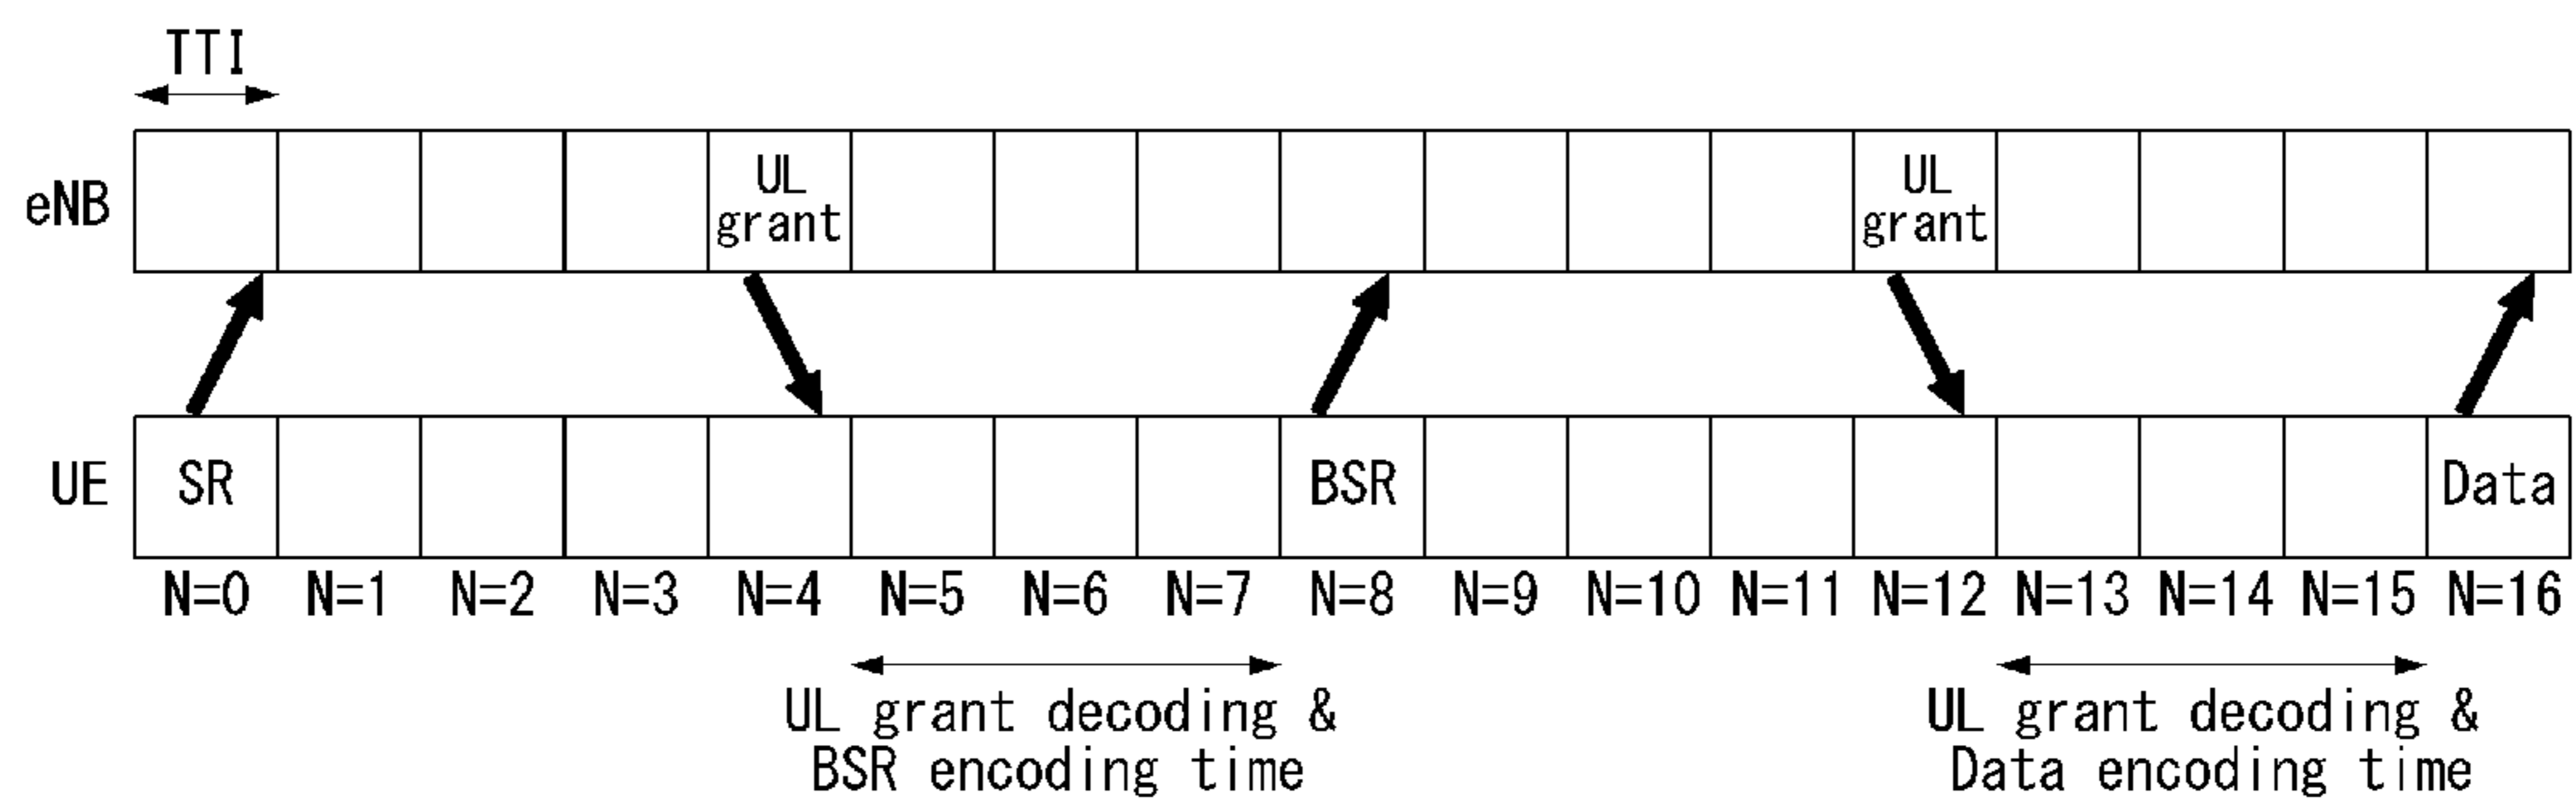 TTI
eNB
UL
grant
UL
grant
UE
SR
BSR
Data
N=0 N=1 N=2 N=3 N=4 N=5 N=6 N=7 N=8 N=9 N=10 N=11 N=12 N=13 N=14 N=15 N=16
UL grant decoding &
BSR encoding time
UL grant decoding &
Data encoding time